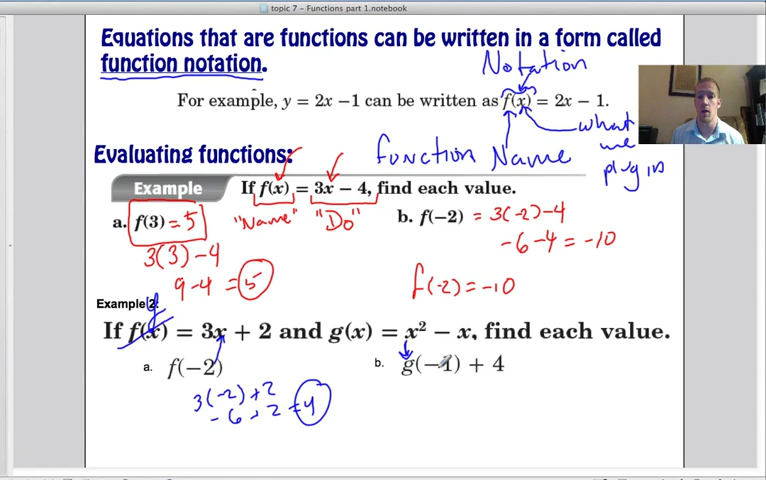 topic 7 - Functions part 1.notebook
Equations that are functions can be written in a form called
function notation.
Notation
For example, y = 2x −1 can be written as f(x) = 2x − 1.
what
we
plug in
Function Name
Evaluating functions:
Example
If f(x) = 3x − 4, find each value.
"Name" "Do"
a. f(3) = 5
3(3) - 4
9 - 4 = 5
b. f(−2) = 3(-2) - 4
-6 - 4 = -10
f(-2) = -10
Example 2:
If f(x) = 3x + 2 and g(x) = x² − x, find each value.
a. f(−2)
3(-2) + 2
-6 + 2 = 4
b. g(−1) + 4